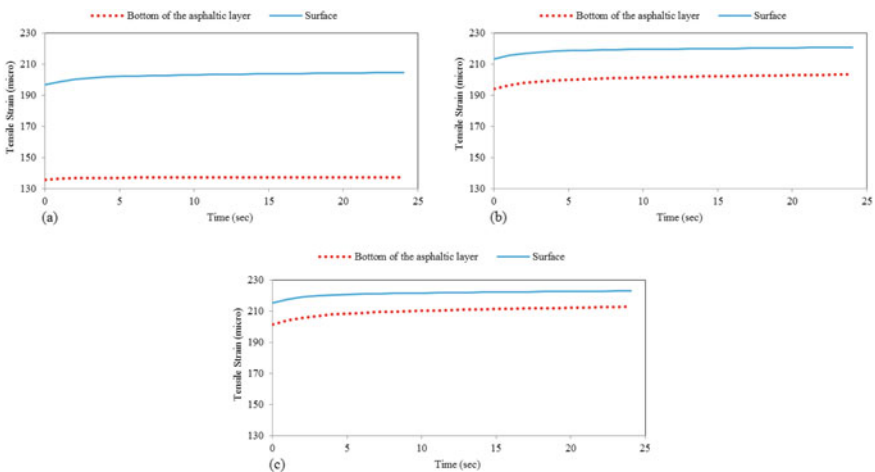 Bottom of the asphaltic layer Surface
230
210
190
170
150
130
Tensile Strain (micro)
0 5 10 15 20 25
Time (sec)
(a)
Bottom of the asphaltic layer Surface
230
210
190
170
150
130
Tensile Strain (micro)
0 5 10 15 20 25
Time (sec)
(b)
Bottom of the asphaltic layer Surface
230
210
190
170
150
130
Tensile Strain (micro)
0 5 10 15 20 25
Time (sec)
(c)